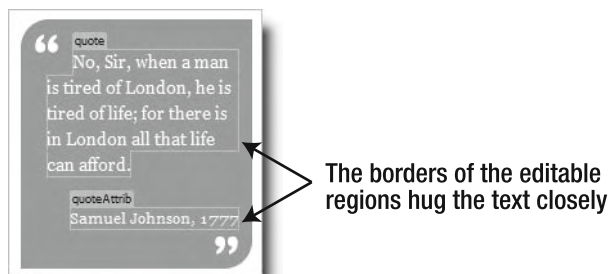 “
quote
No, Sir, when a man
is tired of London, he is
tired of life; for there is
in London all that life
can afford.
quoteAttrib
Samuel Johnson, 1777
”
The borders of the editable
regions hug the text closely